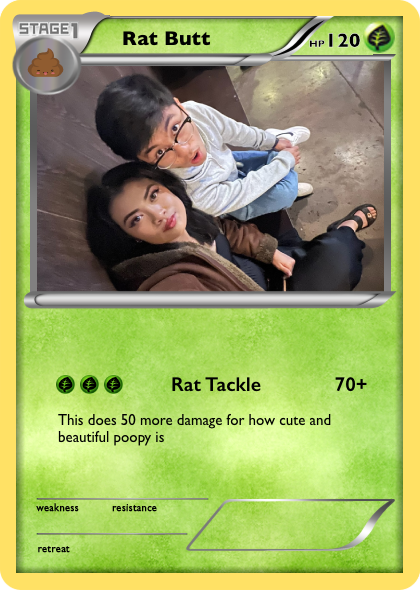 STAGE1 Rat Butt HP120
Rat Tackle 70+
This does 50 more damage for how cute and
beautiful poopy is
weakness resistance
retreat